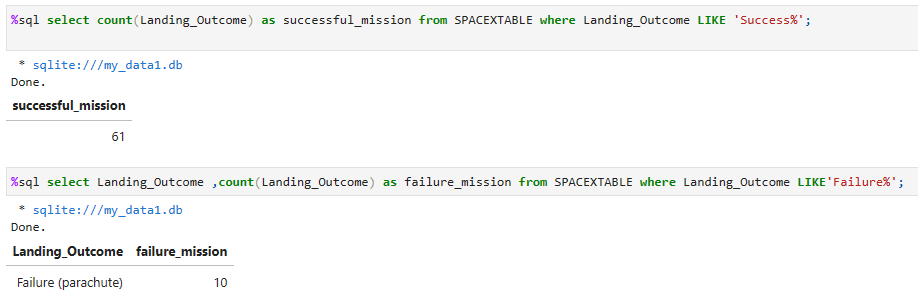 %sql select count(Landing_Outcome) as successful_mission from SPACEXTABLE where Landing_Outcome LIKE 'Success%';
* sqlite:///my_data1.db
Done.
successful_mission
61
%sql select Landing_Outcome ,count(Landing_Outcome) as failure_mission from SPACEXTABLE where Landing_Outcome LIKE'Failure%';
* sqlite:///my_data1.db
Done.
Landing_Outcome failure_mission
Failure (parachute) 10